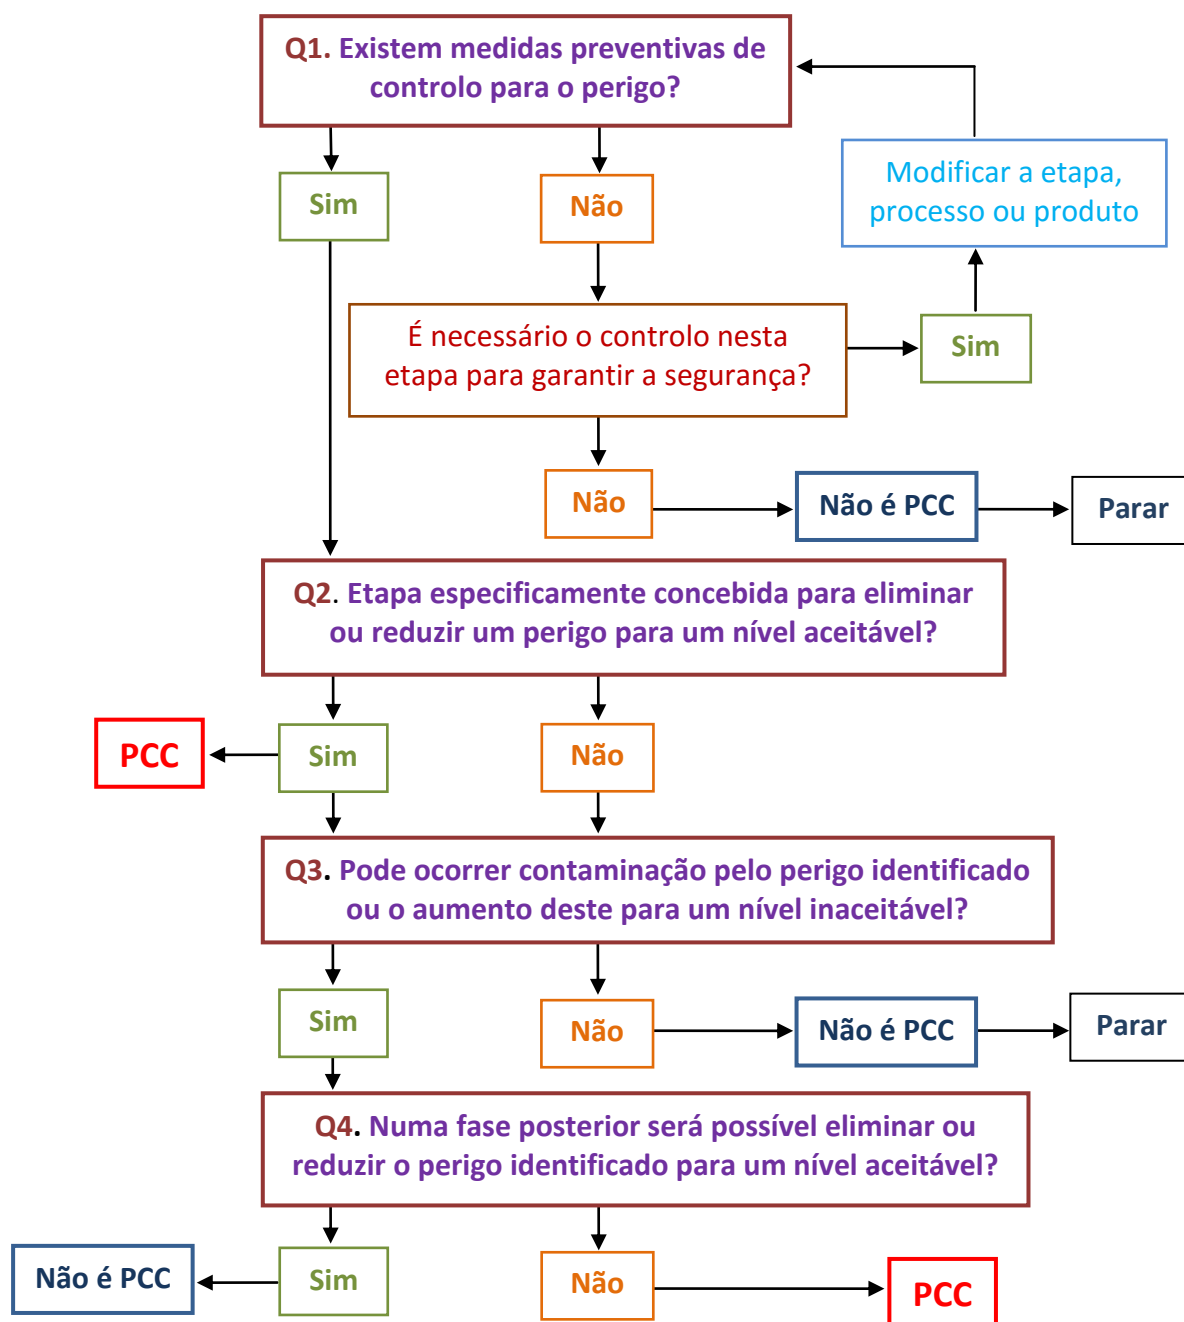 Q1. Existem medidas preventivas de
controlo para o perigo?
Modificar a etapa,
processo ou produto
Sim
Não
É necessário o controlo nesta
etapa para garantir a segurança?
Sim
Não
Não é PCC
Parar
Q2. Etapa especificamente concebida para eliminar
ou reduzir um perigo para um nível aceitável?
PCC
Sim
Não
Q3. Pode ocorrer contaminação pelo perigo identificado
ou o aumento deste para um nível inaceitável?
Sim
Não
Não é PCC
Parar
Q4. Numa fase posterior será possível eliminar ou
reduzir o perigo identificado para um nível aceitável?
Não é PCC
Sim
Não
PCC